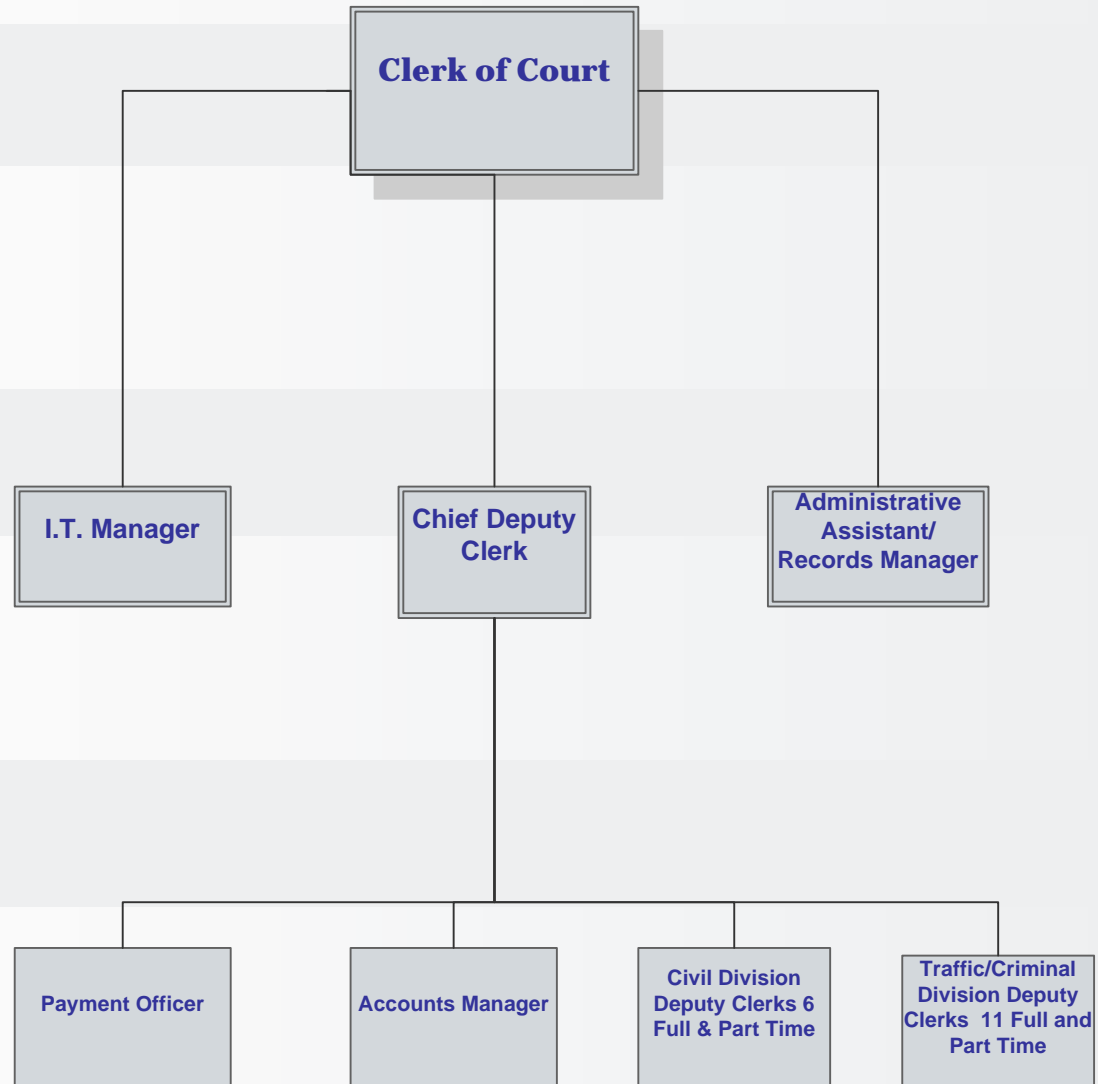 Clerk of Court
I.T. Manager
Chief Deputy
Clerk
Administrative
Assistant/
Records Manager
Payment Officer
Accounts Manager
Civil Division
Deputy Clerks 6
Full & Part Time
Traffic/Criminal
Division Deputy
Clerks  11 Full and
Part Time